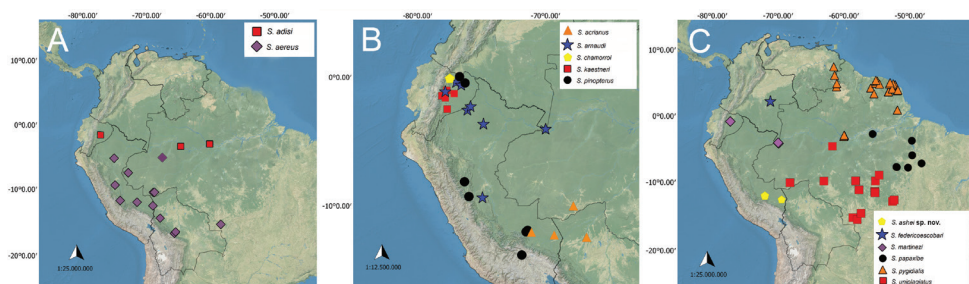 -80°0.00' -70°0.00' -60°0.00' -50°0.00'
A
S. adisi
S. aereus
10°0.00'
0°0.00'
-10°0.00'
-20°0.00'
1:25.000.000
-80°0.00' -70°0.00'
B
S. acrianus
S. arnaudi
S. chamorroi
S. kaestneri
S. pinopterus
0°0.00'
-10°0.00'
1:12.500.000
-80°0.00' -70°0.00' -60°0.00' -50°0.00'
C
10°0.00'
0°0.00'
-10°0.00'
-20°0.00'
S. ashei sp. nov.
S. federicoescobari
S. martinezi
S. papaxibe
S. pygidialis
S. uniplagiatus
1:25.000.000